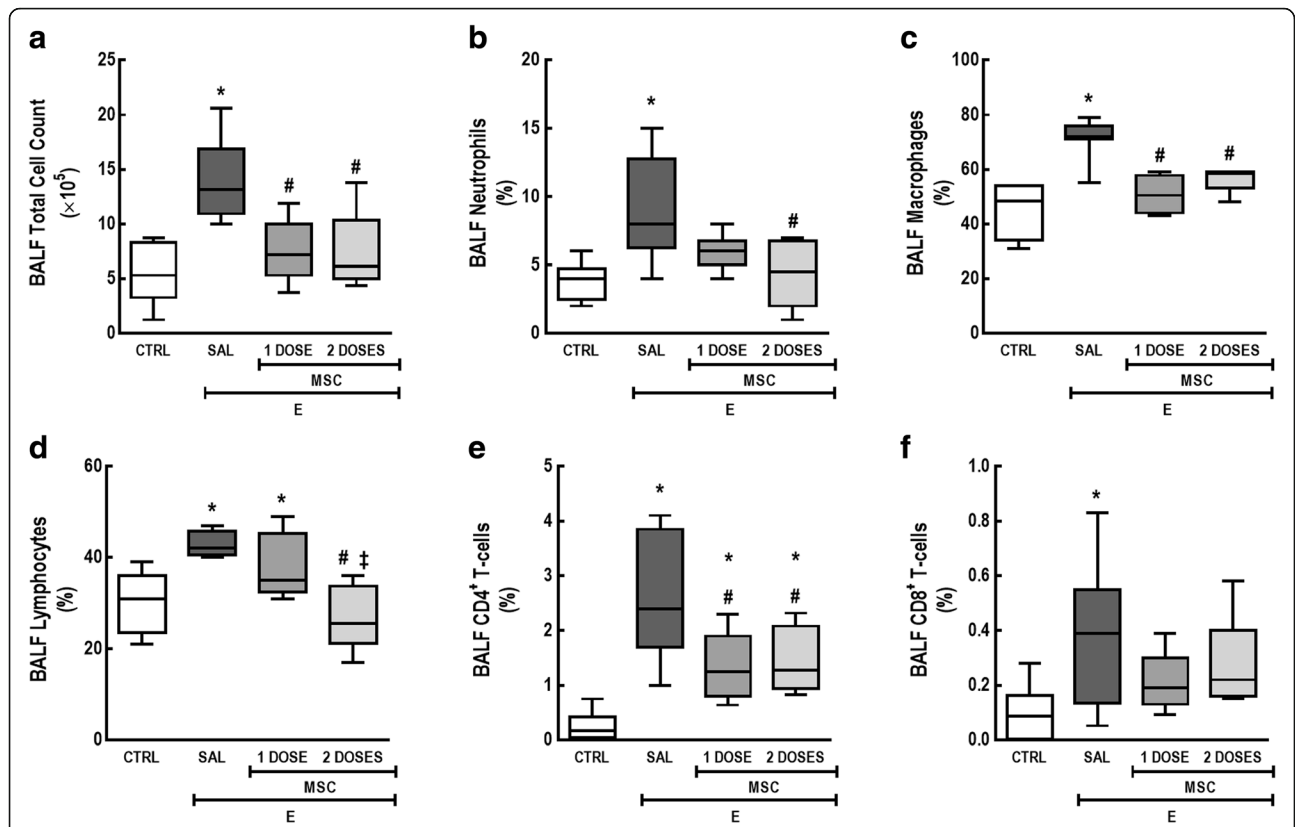 a
BALF Total Cell Count
(×10⁵)
25
20
15
10
5
0
*
#
#
CTRL
SAL
1 DOSE
2 DOSES
MSC
E
b
BALF Neutrophils
(%)
20
15
10
5
0
*
#
CTRL
SAL
1 DOSE
2 DOSES
MSC
E
c
BALF Macrophages
(%)
100
80
60
40
20
0
*
#
#
CTRL
SAL
1 DOSE
2 DOSES
MSC
E
d
BALF Lymphocytes
(%)
60
40
20
0
*
*
# ‡
CTRL
SAL
1 DOSE
2 DOSES
MSC
E
e
BALF CD4⁺ T-cells
(%)
5
4
3
2
1
0
*
*
#
*
#
CTRL
SAL
1 DOSE
2 DOSES
MSC
E
f
BALF CD8⁺ T-cells
(%)
1.0
0.8
0.6
0.4
0.2
0.0
*
CTRL
SAL
1 DOSE
2 DOSES
MSC
E